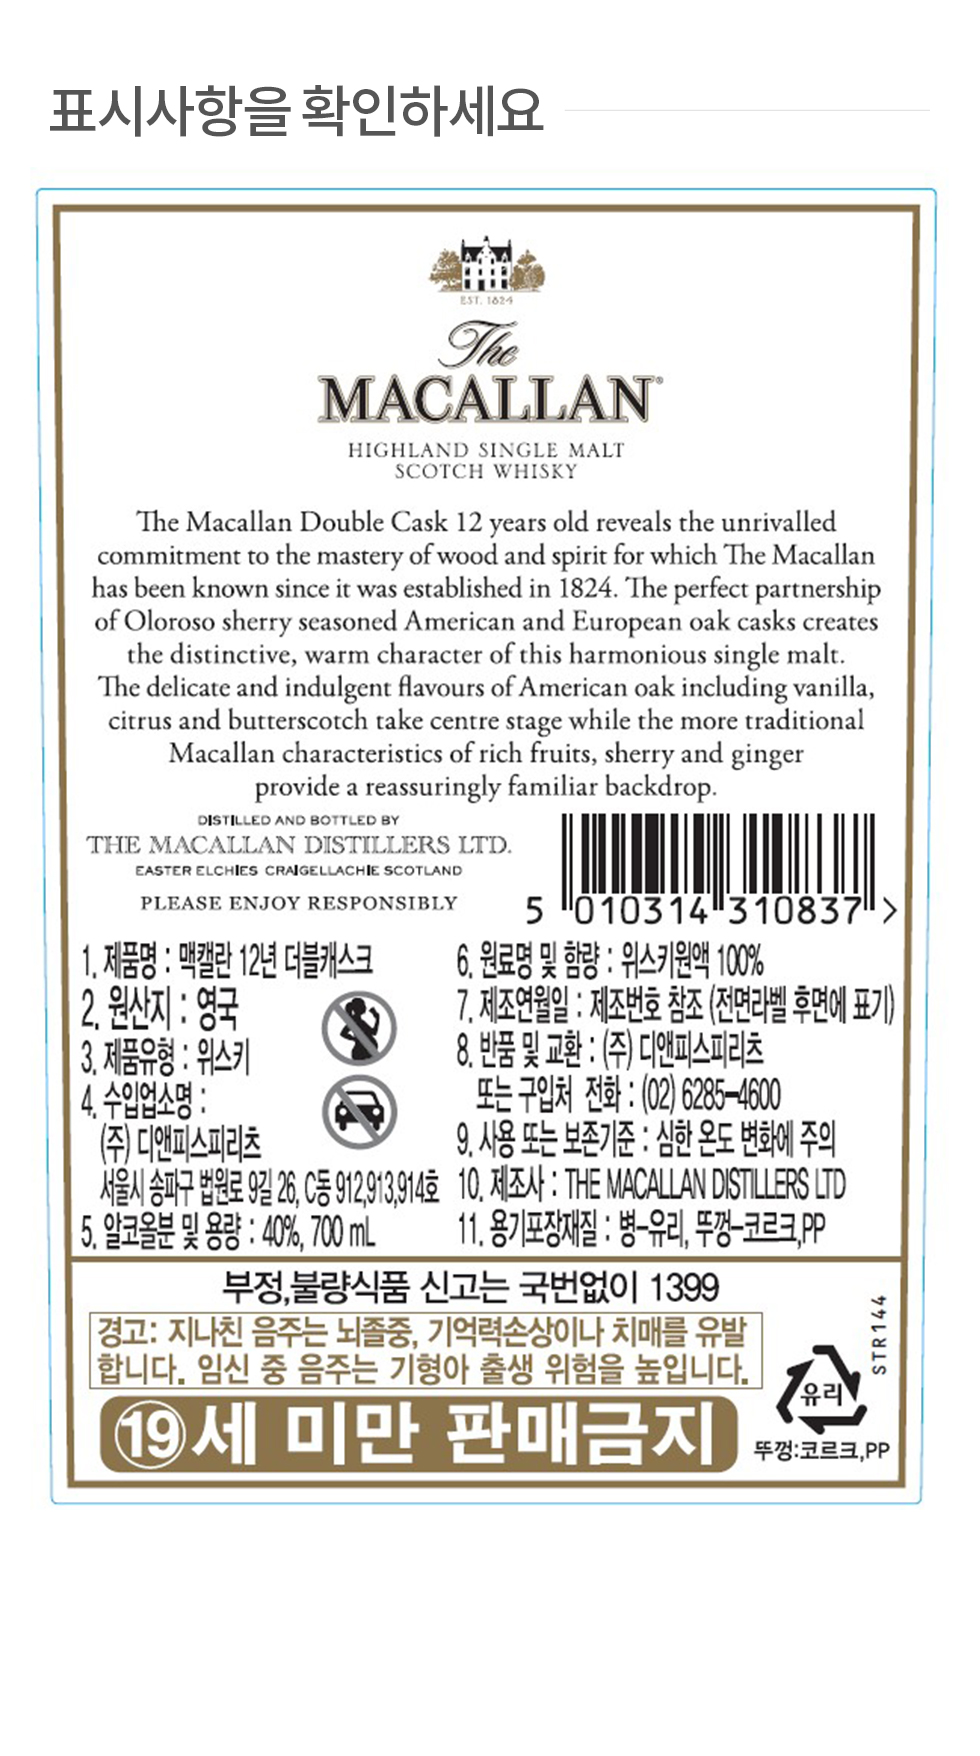 표시사항을 확인하세요
EST. 1824
The
MACALLAN®
HIGHLAND SINGLE MALT
SCOTCH WHISKY
The Macallan Double Cask 12 years old reveals the unrivalled
commitment to the mastery of wood and spirit for which The Macallan
has been known since it was established in 1824. The perfect partnership
of Oloroso sherry seasoned American and European oak casks creates
the distinctive, warm character of this harmonious single malt.
The delicate and indulgent flavours of American oak including vanilla,
citrus and butterscotch take centre stage while the more traditional
Macallan characteristics of rich fruits, sherry and ginger
provide a reassuringly familiar backdrop.
DISTILLED AND BOTTLED BY
THE MACALLAN DISTILLERS LTD.
EASTER ELCHIES CRAIGELLACHIE SCOTLAND
PLEASE ENJOY RESPONSIBLY
5 010314 310837 >
1. 제품명 : 맥캘란 12년 더블캐스크
2. 원산지 : 영국
3. 제품유형 : 위스키
4. 수입업소명 :
(주) 디앤피스피리츠
서울시 송파구 법원로 9길 26, C동 912,913,914호
5. 알코올분 및 용량 : 40%, 700 mL
6. 원료명 및 함량 : 위스키원액 100%
7. 제조연월일 : 제조번호 참조 (전면라벨 후면에 표기)
8. 반품 및 교환 : (주) 디앤피스피리츠
또는 구입처 전화 : (02) 6285-4600
9. 사용 또는 보존기준 : 심한 온도 변화에 주의
10. 제조사 : THE MACALLAN DISTILLERS LTD
11. 용기포장재질 : 병-유리, 뚜껑-코르크,PP
부정,불량식품 신고는 국번없이 1399
경고: 지나친 음주는 뇌졸중, 기억력손상이나 치매를 유발
합니다. 임신 중 음주는 기형아 출생 위험을 높입니다.
19세 미만 판매금지
STR144
유리
뚜껑:코르크,PP